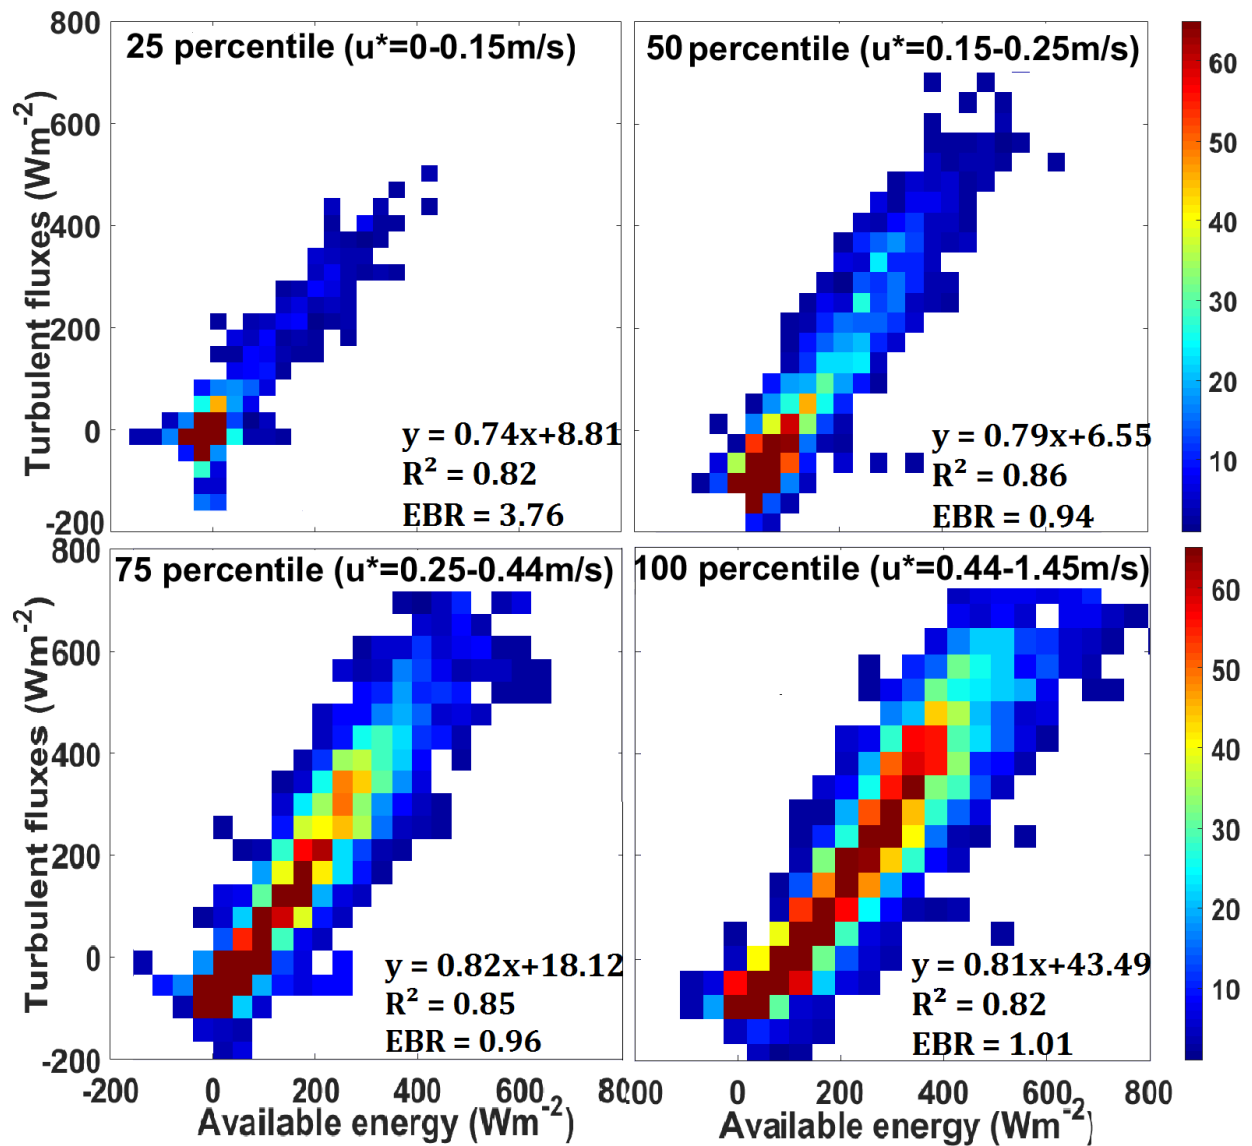 800
600
400
200
0
-200
Turbulent fluxes (Wm-2)
25 percentile (u*=0-0.15m/s)
y = 0.74x+8.81
R² = 0.82
EBR = 3.76
50 percentile (u*=0.15-0.25m/s)
y = 0.79x+6.55
R² = 0.86
EBR = 0.94
60
50
40
30
20
10
800
600
400
200
0
-200
Turbulent fluxes (Wm-2)
75 percentile (u*=0.25-0.44m/s)
y = 0.82x+18.12
R² = 0.85
EBR = 0.96
100 percentile (u*=0.44-1.45m/s)
y = 0.81x+43.49
R² = 0.82
EBR = 1.01
60
50
40
30
20
10
-200 0 200 400 600 80
Available energy (Wm-2)
:00 0 200 400 600 800
Available energy (Wm-2)